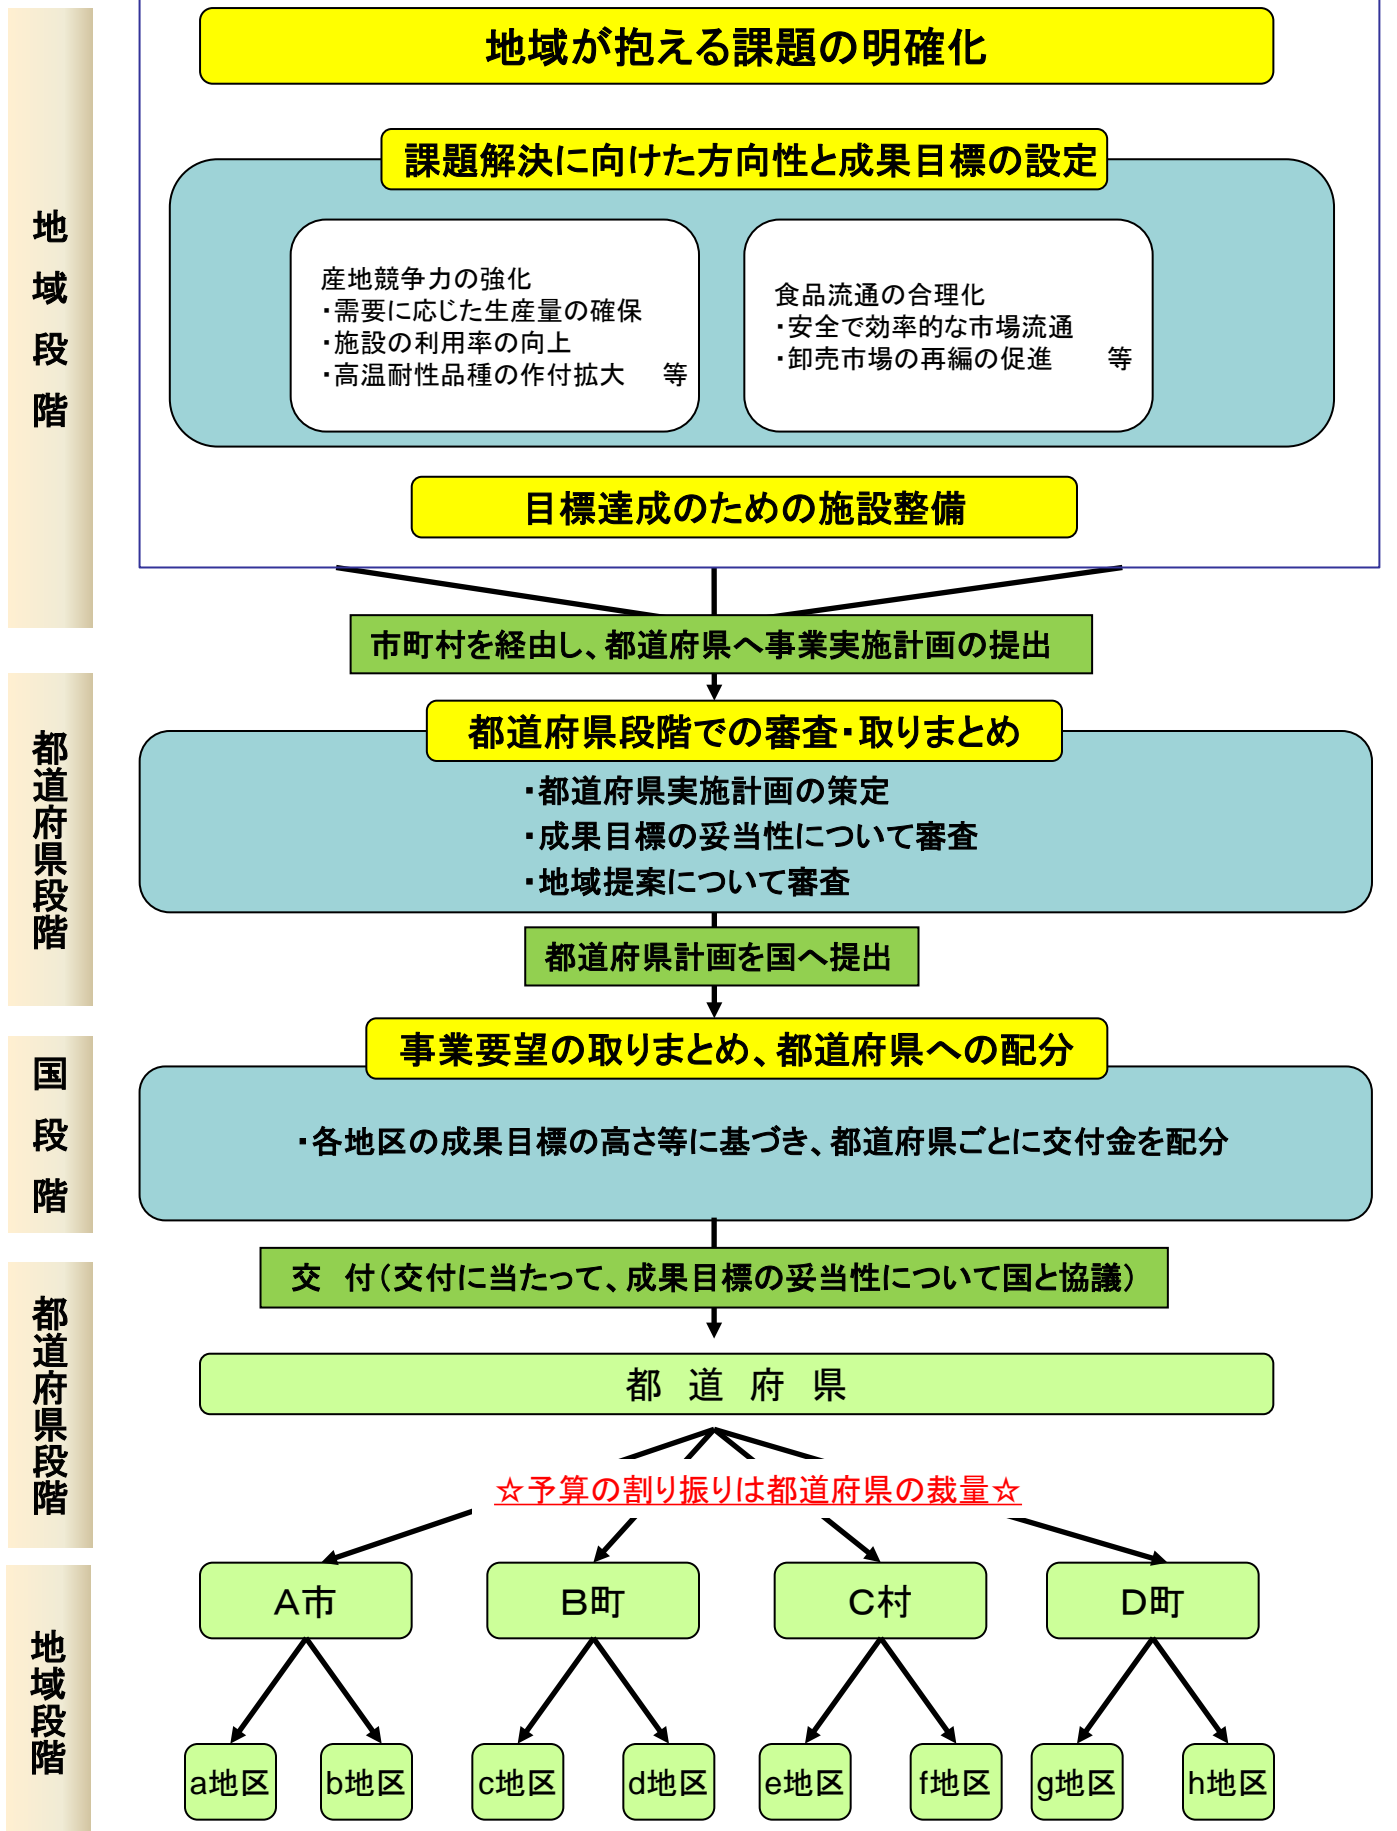 地域段階
地域が抱える課題の明確化
課題解決に向けた方向性と成果目標の設定
産地競争力の強化
・需要に応じた生産量の確保
・施設の利用率の向上
・高温耐性品種の作付拡大　等
食品流通の合理化
・安全で効率的な市場流通
・卸売市場の再編の促進　　等
目標達成のための施設整備
市町村を経由し、都道府県へ事業実施計画の提出
都道府県段階
都道府県段階での審査・取りまとめ
・都道府県実施計画の策定
・成果目標の妥当性について審査
・地域提案について審査
都道府県計画を国へ提出
国段階
事業要望の取りまとめ、都道府県への配分
・各地区の成果目標の高さ等に基づき、都道府県ごとに交付金を配分
交　付（交付に当たって、成果目標の妥当性について国と協議）
都道府県段階
都　道　府　県
☆予算の割り振りは都道府県の裁量☆
地域段階
A市
B町
C村
D町
a地区
b地区
c地区
d地区
e地区
f地区
g地区
h地区